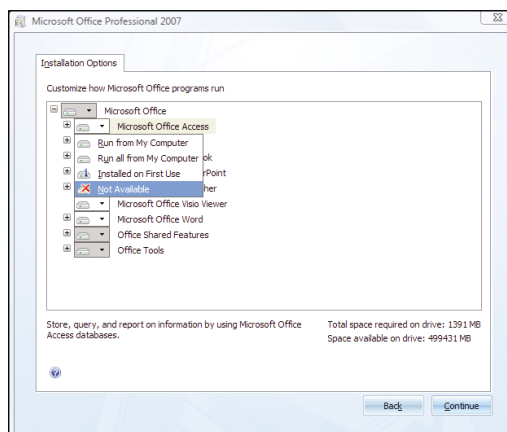 Microsoft Office Professional 2007
Installation Options
Customize how Microsoft Office programs run
Microsoft Office
Microsoft Office Access
Run from My Computer
Run all from My Computer ok
Installed on First Use rPoint
Not Available her
Microsoft Office Visio Viewer
Microsoft Office Word
Office Shared Features
Office Tools
Store, query, and report on information by using Microsoft Office
Access databases.
Total space required on drive: 1391 MB
Space available on drive: 499431 MB
Back
Continue